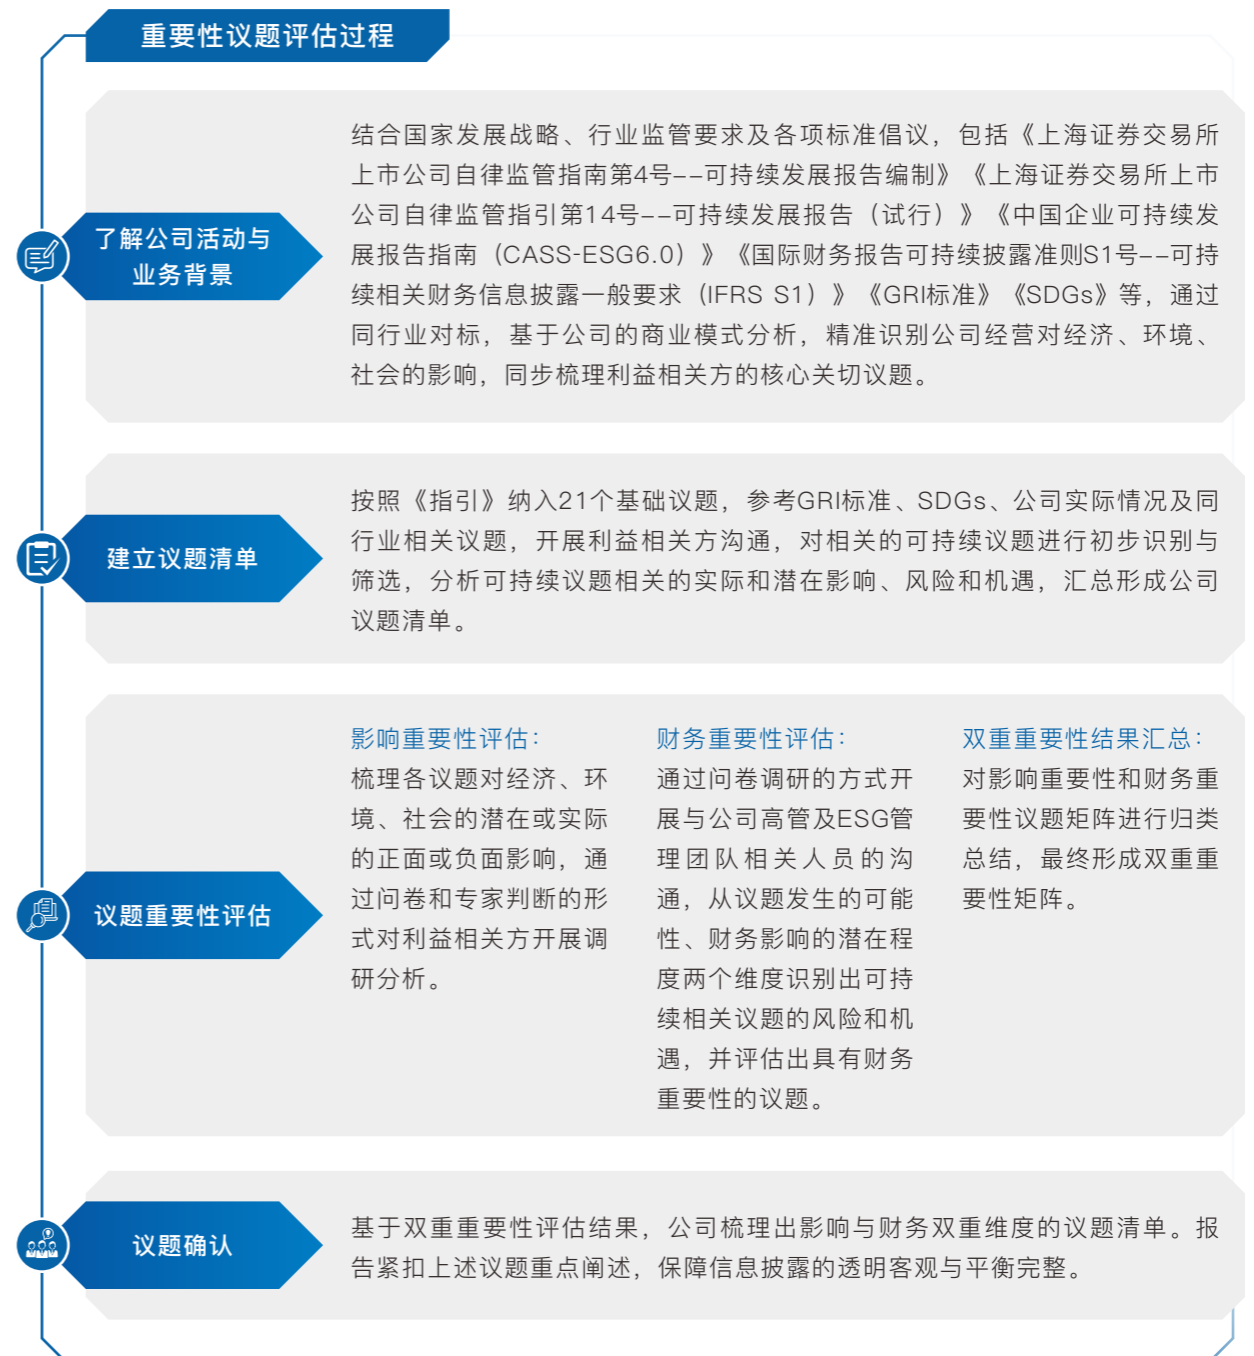 重要性议题评估过程
了解公司活动与
业务背景
结合国家发展战略、行业监管要求及各项标准倡议，包括《上海证券交易所
上市公司自律监管指南第4号--可持续发展报告编制》《上海证券交易所上市
公司自律监管指引第14号--可持续发展报告（试行）》《中国企业可持续发
展报告指南（CASS-ESG6.0）》《国际财务报告可持续披露准则S1号--可持
续相关财务信息披露一般要求（IFRS S1）》《GRI标准》《SDGs》等，通过
同行业对标，基于公司的商业模式分析，精准识别公司经营对经济、环境、
社会的影响，同步梳理利益相关方的核心关切议题。
建立议题清单
按照《指引》纳入21个基础议题，参考GRI标准、SDGs、公司实际情况及同
行业相关议题，开展利益相关方沟通，对相关的可持续议题进行初步识别与
筛选，分析可持续议题相关的实际和潜在影响、风险和机遇，汇总形成公司
议题清单。
议题重要性评估
影响重要性评估：
梳理各议题对经济、环
境、社会的潜在或实际
的正面或负面影响，通
过问卷和专家判断的形
式对利益相关方开展调
研分析。
财务重要性评估：
通过问卷调研的方式开
展与公司高管及ESG管
理团队相关人员的沟
通，从议题发生的可能
性、财务影响的潜在程
度两个维度识别出可持
续相关议题的风险和机
遇，并评估出具有财务
重要性的议题。
双重重要性结果汇总：
对影响重要性和财务重
要性议题矩阵进行归类
总结，最终形成双重重
要性矩阵。
议题确认
基于双重重要性评估结果，公司梳理出影响与财务双重维度的议题清单。报
告紧扣上述议题重点阐述，保障信息披露的透明客观与平衡完整。